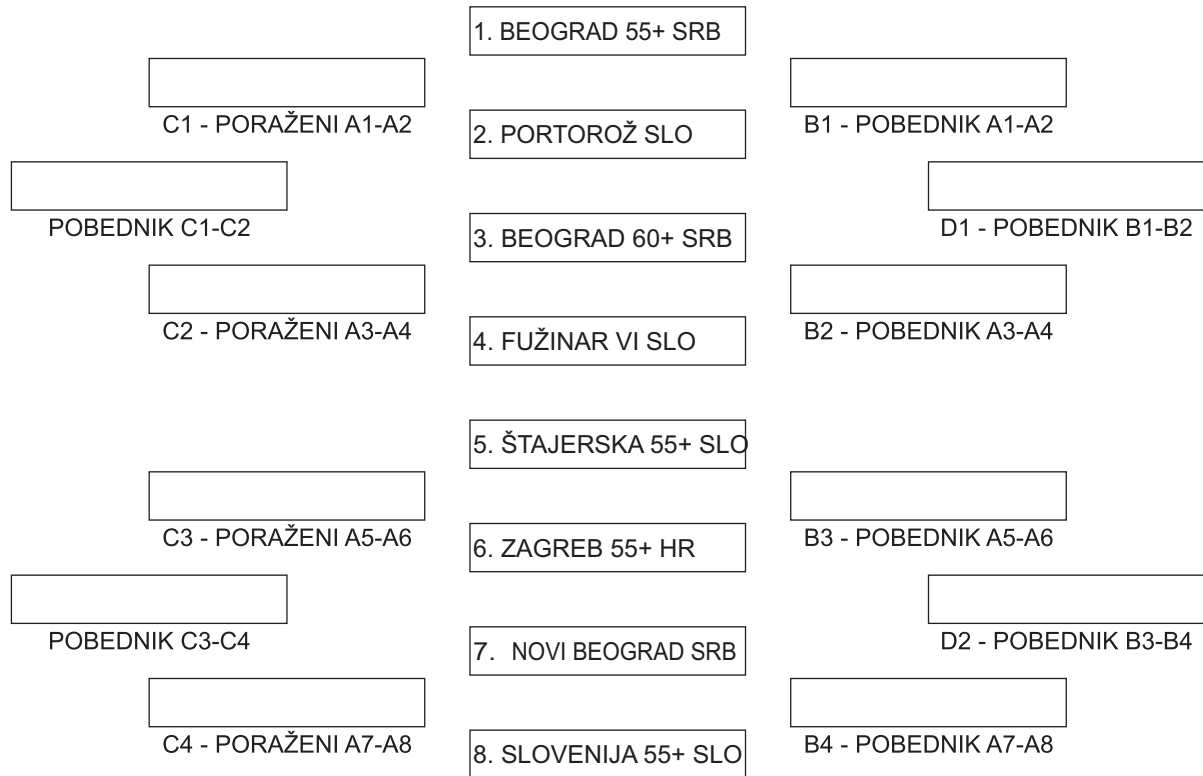 1. BEOGRAD 55+ SRB
C1 - PORAŽENI A1-A2
B1 - POBEDNIK A1-A2
2. PORTOROŽ SLO
POBEDNIK C1-C2
D1 - POBEDNIK B1-B2
3. BEOGRAD 60+ SRB
C2 - PORAŽENI A3-A4
B2 - POBEDNIK A3-A4
4. FUŽINAR VI SLO
5. ŠTAJERSKA 55+ SLO
C3 - PORAŽENI A5-A6
B3 - POBEDNIK A5-A6
6. ZAGREB 55+ HR
POBEDNIK C3-C4
D2 - POBEDNIK B3-B4
7. NOVI BEOGRAD SRB
C4 - PORAŽENI A7-A8
B4 - POBEDNIK A7-A8
8. SLOVENIJA 55+ SLO